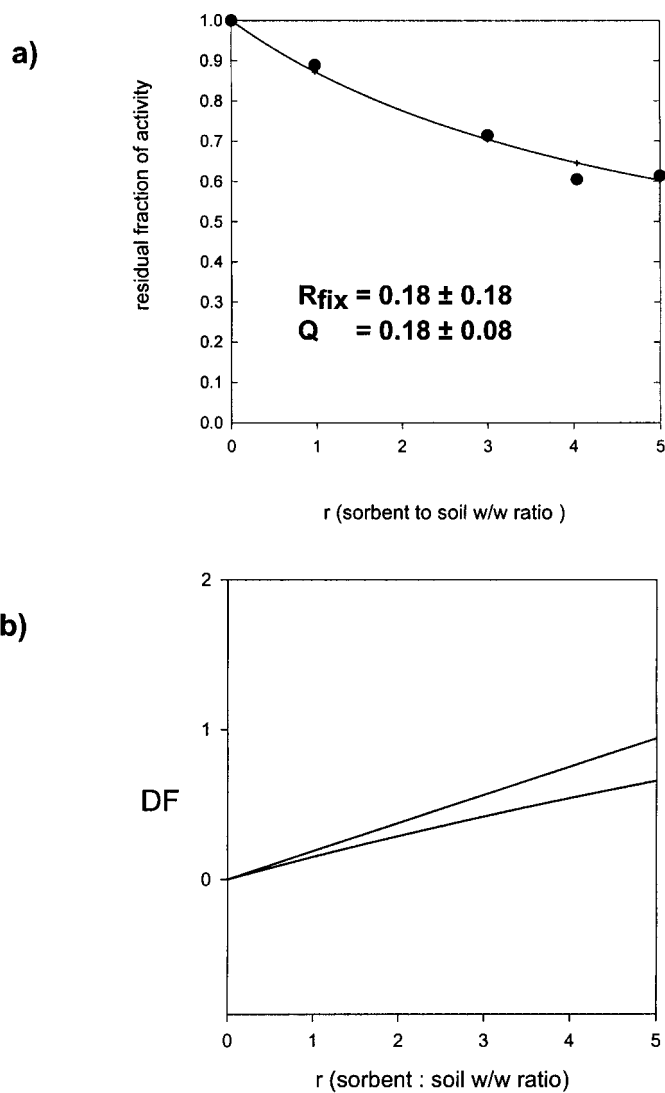 a)
1.0
0.9
0.8
0.7
0.6
0.5
0.4
0.3
0.2
0.1
0.0
residual fraction of activity
Rfix = 0.18 ± 0.18
Q = 0.18 ± 0.08
0 1 2 3 4 5
r (sorbent to soil w/w ratio )
b)
2
1
0
DF
0 1 2 3 4 5
r (sorbent : soil w/w ratio)